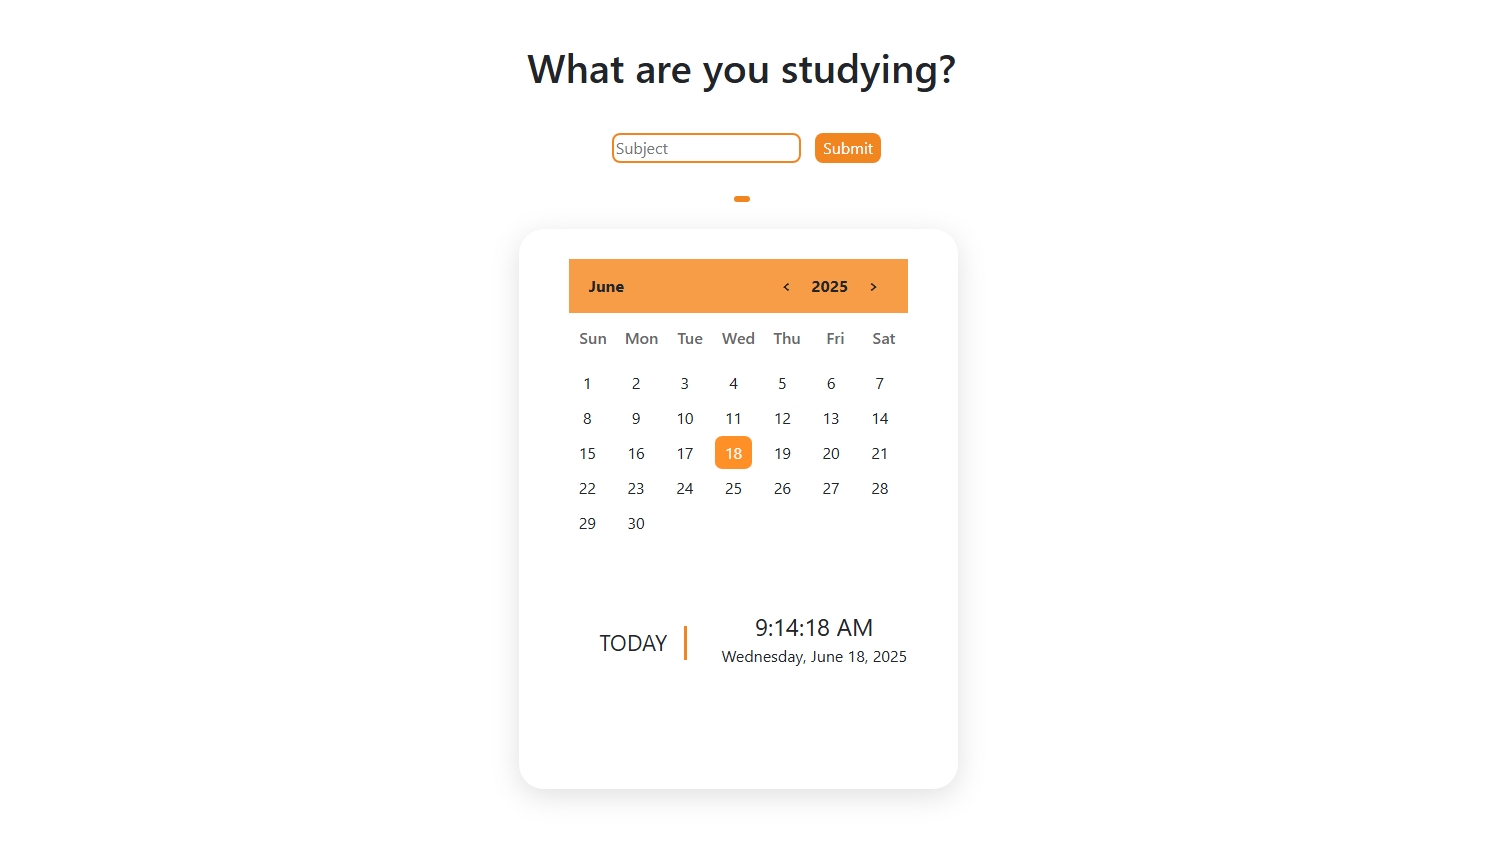 What are you studying?
Subject Submit
June < 2025 >
Sun Mon Tue Wed Thu Fri Sat
1 2 3 4 5 6 7
8 9 10 11 12 13 14
15 16 17 18 19 20 21
22 23 24 25 26 27 28
29 30
TODAY
9:14:18 AM
Wednesday, June 18, 2025